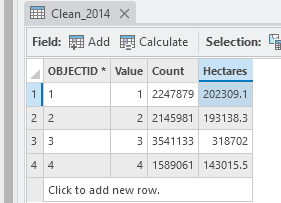 Clean_2014
Field: Add Calculate Selection:
OBJECTID * Value Count Hectares
1 1 1 2247879 202309.1
2 2 2 2145981 193138.3
3 3 3 3541133 318702
4 4 4 1589061 143015.5
Click to add new row.